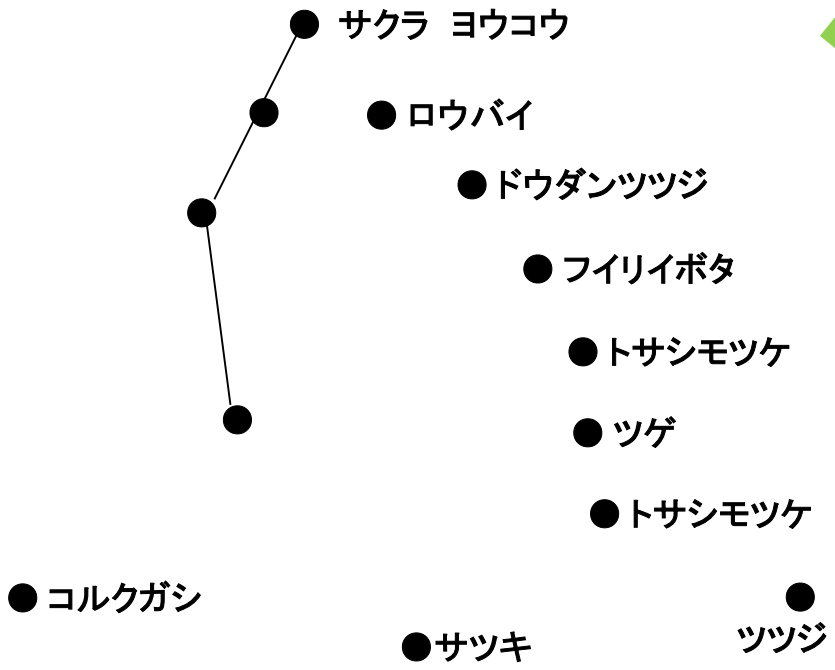 サクラ ヨウコウ
ロウバイ
ドウダンツツジ
フイリイボタ
トサシモツケ
ツゲ
トサシモツケ
コルクガシ
ツツジ
サツキ